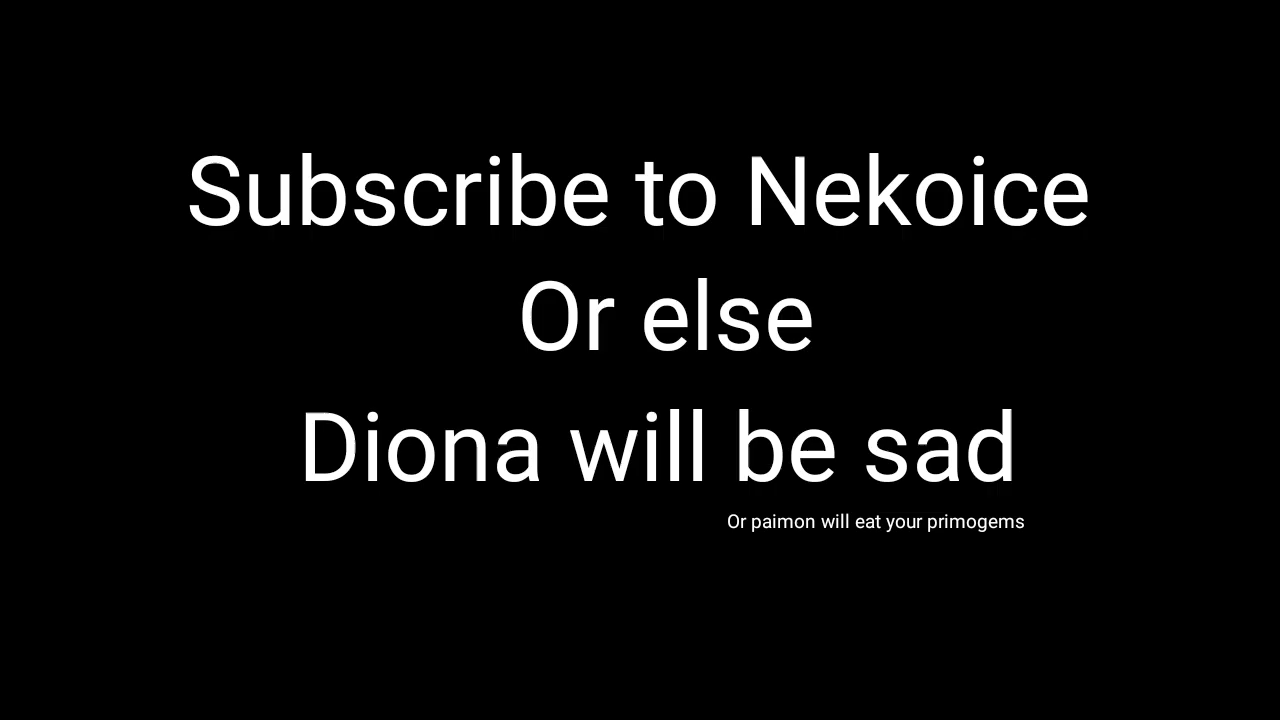 Subscribe to Nekoice
Or else
Diona will be sad
Or paimon will eat your primogems